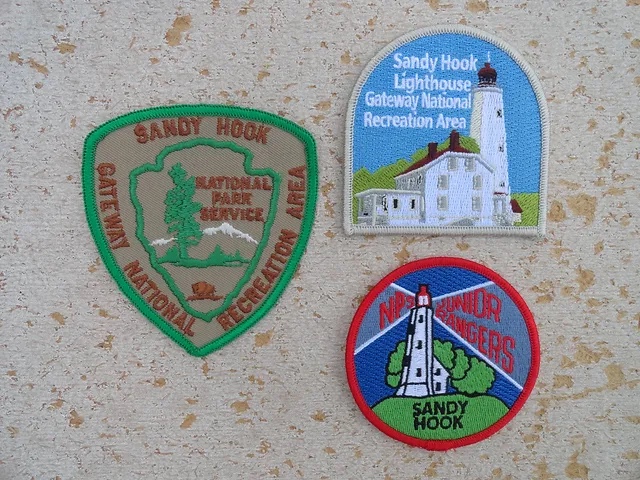 SANDY HOOK
GATEWAY NATIONAL RECREATION AREA
NATIONAL
PARK
SERVICE
Sandy Hook
Lighthouse
Gateway National
Recreation Area
NPS JUNIOR
RANGERS
SANDY
HOOK